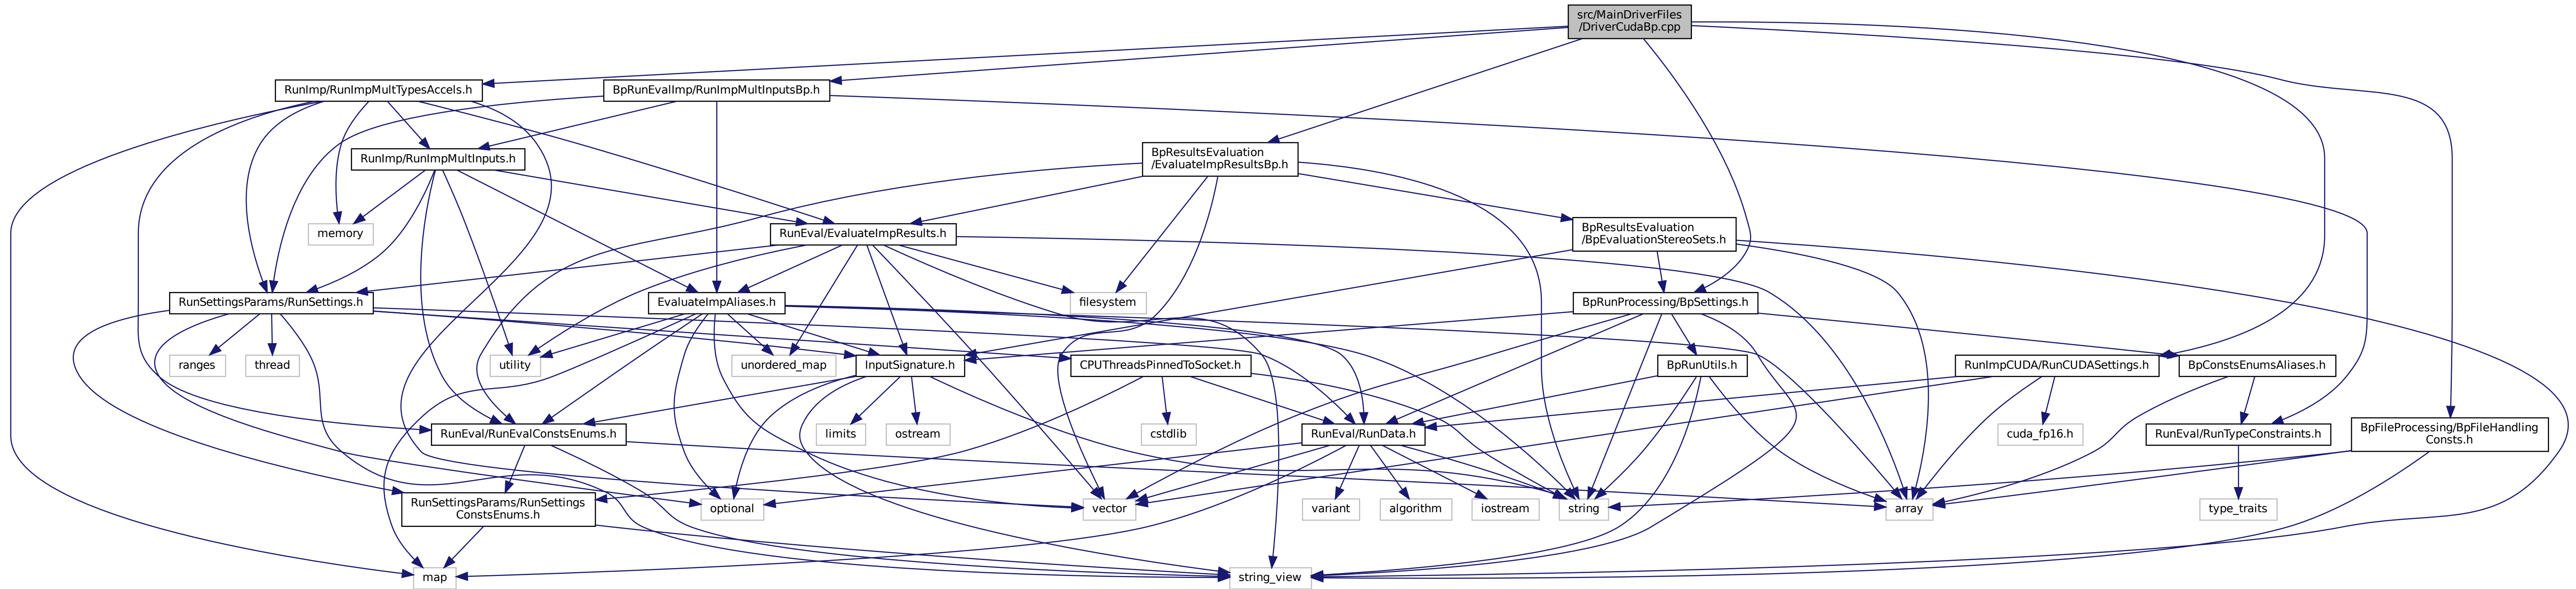 src/MainDriverFiles
/DriverCudaBp.cpp
RunImp/RunImpMultTypesAccels.h
BpRunEvalImp/RunImpMultInputsBp.h
RunImp/RunImpMultInputs.h
BpResultsEvaluation
/EvaluateImpResultsBp.h
memory
RunEval/EvaluateImpResults.h
BpResultsEvaluation
/BpEvaluationStereoSets.h
RunSettingsParams/RunSettings.h
EvaluateImpAliases.h
filesystem
BpRunProcessing/BpSettings.h
ranges
thread
utility
unordered_map
InputSignature.h
CPUThreadsPinnedToSocket.h
BpRunUtils.h
RunImpCUDA/RunCUDASettings.h
BpConstsEnumsAliases.h
RunEval/RunEvalConstsEnums.h
limits
ostream
cstdlib
RunEval/RunData.h
cuda_fp16.h
RunEval/RunTypeConstraints.h
BpFileProcessing/BpFileHandling
Consts.h
RunSettingsParams/RunSettings
ConstsEnums.h
optional
vector
variant
algorithm
iostream
string
array
type_traits
map
string_view